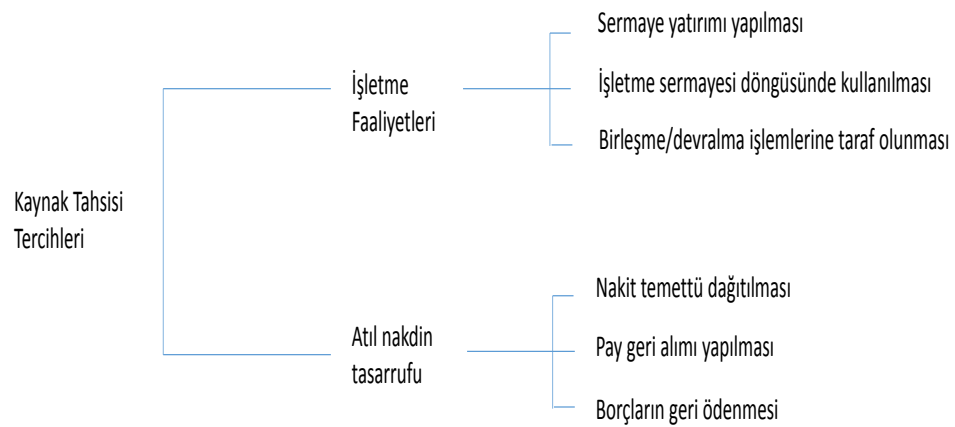 Kaynak Tahsisi
Tercihleri
İşletme
Faaliyetleri
Sermaye yatırımı yapılması
İşletme sermayesi döngüsünde kullanılması
Birleşme/devralma işlemlerine taraf olunması
Atıl nakdin
tasarrufu
Nakit temettü dağıtılması
Pay geri alımı yapılması
Borçların geri ödenmesi